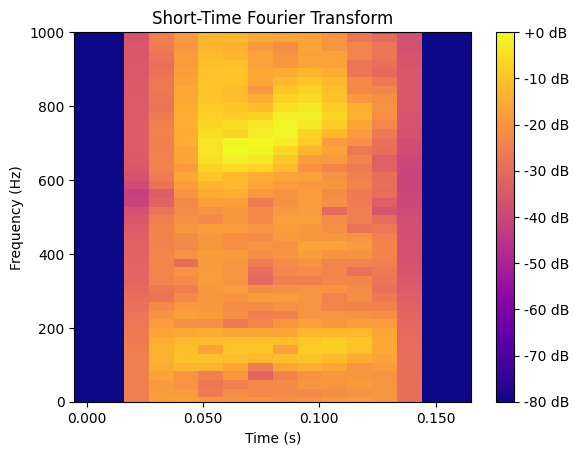 Short-Time Fourier Transform
1000
800
600
400
200
0
Frequency (Hz)
0.000
0.050
0.100
0.150
Time (s)
+0 dB
-10 dB
-20 dB
-30 dB
-40 dB
-50 dB
-60 dB
-70 dB
-80 dB